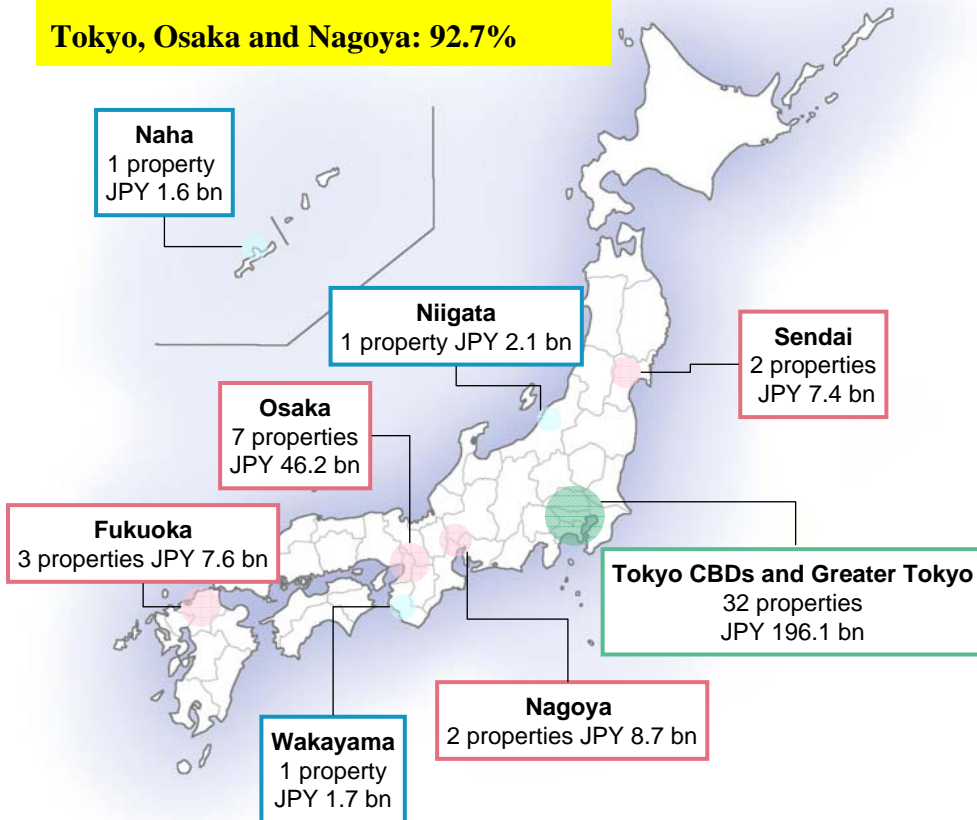 Tokyo, Osaka and Nagoya: 92.7%
Naha
1 property
JPY 1.6 bn
Niigata
1 property JPY 2.1 bn
Sendai
2 properties
JPY 7.4 bn
Osaka
7 properties
JPY 46.2 bn
Fukuoka
3 properties JPY 7.6 bn
Tokyo CBDs and Greater Tokyo
32 properties
JPY 196.1 bn
Nagoya
2 properties JPY 8.7 bn
Wakayama
1 property
JPY 1.7 bn